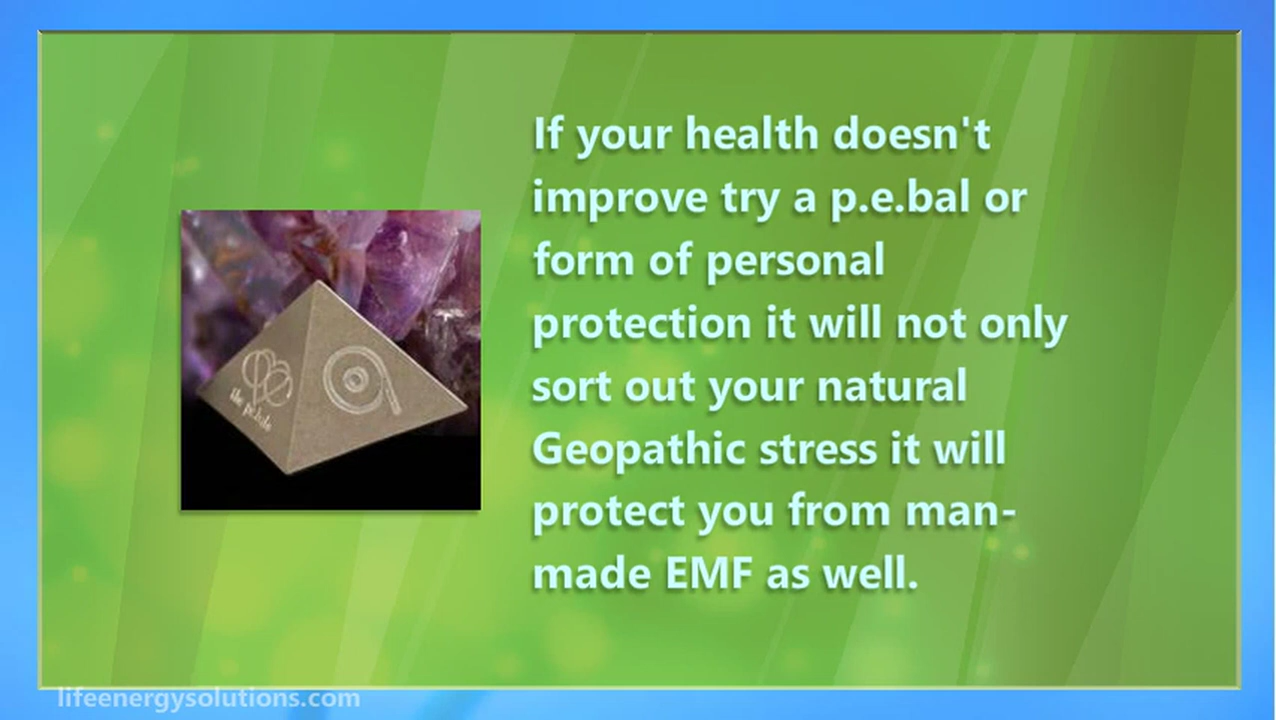 If your health doesn't
improve try a p.e.bal or
form of personal
protection it will not only
sort out your natural
Geopathic stress it will
protect you from man-
made EMF as well.
the
lifeenergysolutions.com